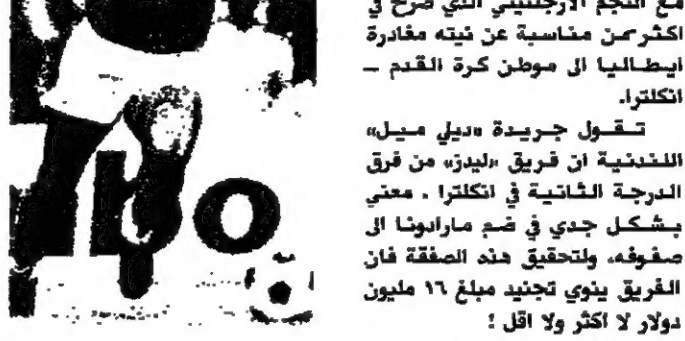 مع النجم الارجنتيني الذي صرح في
اكثر من مناسبة عن نيته مغادرة
ايطاليا الى موطن كرة القدم —
انكلترا.
تقول جريدة «ديلي ميل»
اللندنية ان فريق «ليدز» من فرق
الدرجة الثانية في انكلترا . معني
بشكل جدي في ضم مارادونا الى
صفوفه، ولتحقيق هذه الصفقة فان
الفريق ينوي تجنيد مبلغ ١٦ مليون
دولار لا اكثر ولا اقل !
bo